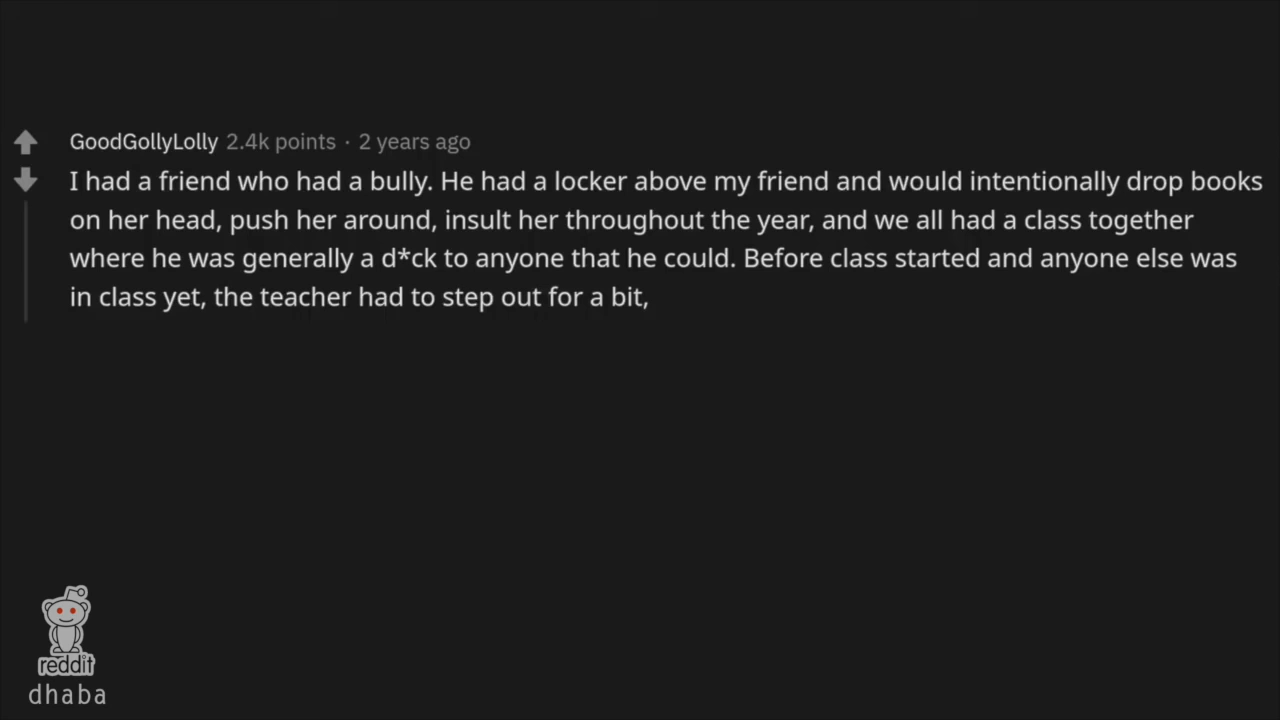 GoodGollyLolly 2.4k points · 2 years ago
I had a friend who had a bully. He had a locker above my friend and would intentionally drop books
on her head, push her around, insult her throughout the year, and we all had a class together
where he was generally a d*ck to anyone that he could. Before class started and anyone else was
in class yet, the teacher had to step out for a bit,
reddit
dhaba